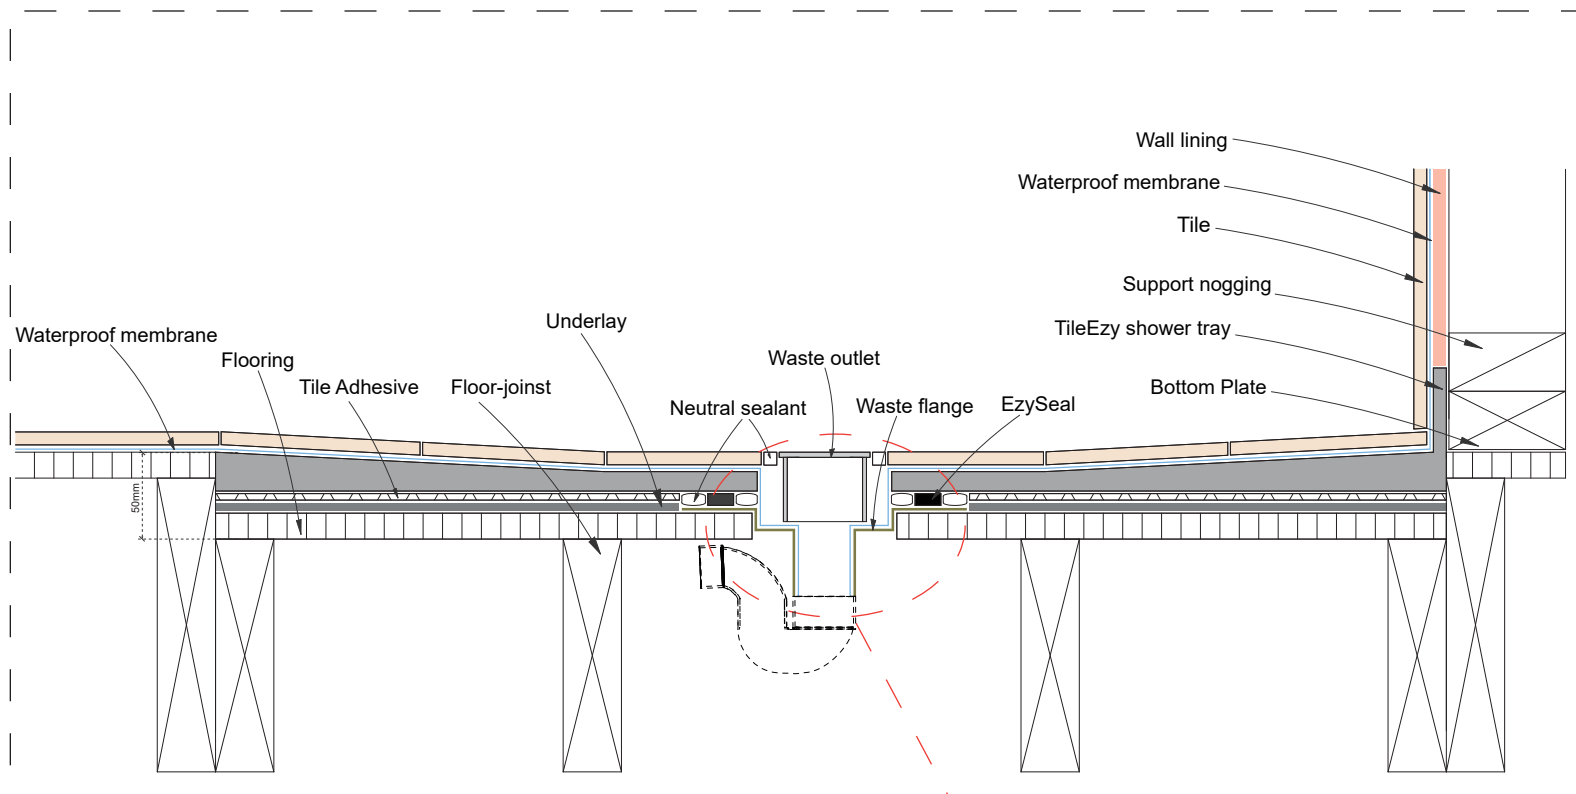 Wall lining
Waterproof membrane
Tile
Support nogging
TileEzy shower tray
Bottom Plate
Waterproof membrane
Flooring
Tile Adhesive
Floor-joinst
Underlay
Neutral sealant
Waste outlet
Waste flange
EzySeal
50mm